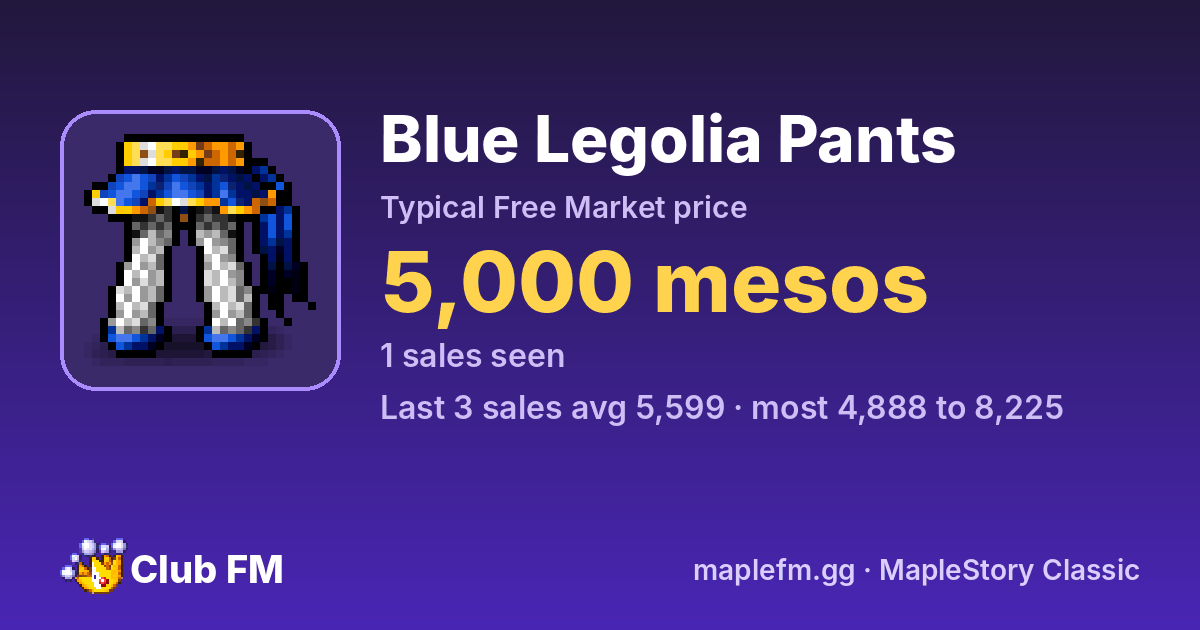 Blue Legolia Pants
Typical Free Market price
5,000 mesos
1 sales seen
Last 3 sales avg 5,599 · most 4,888 to 8,225
Club FM
maplefm.gg · MapleStory Classic